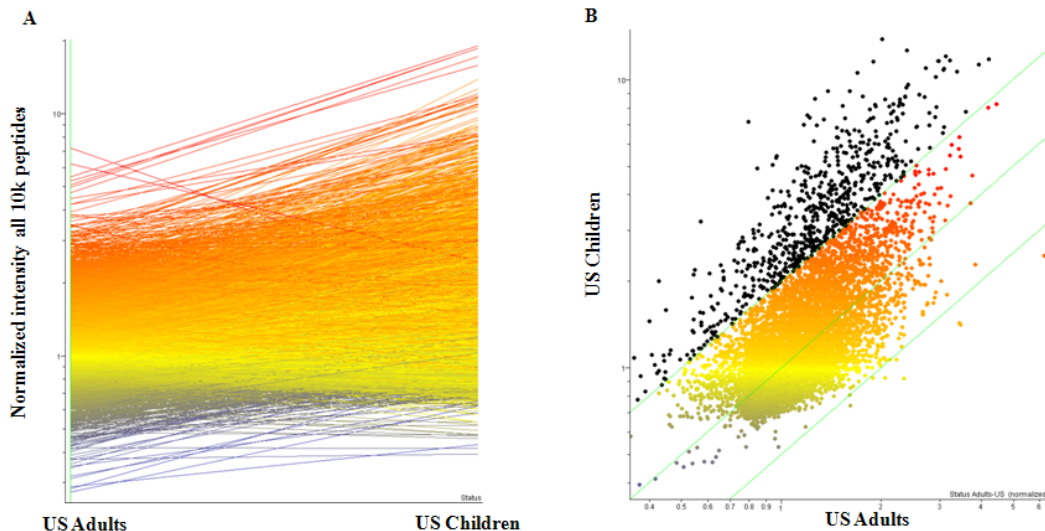 A
Normalized intensity all 10k peptides
10
1
Status
US Adults
US Children
B
US Children
10
1
0.4 0.5 0.6 0.7 0.8 0.9 1 2 3 4 5 6
Status Adults-US (normalized
US Adults